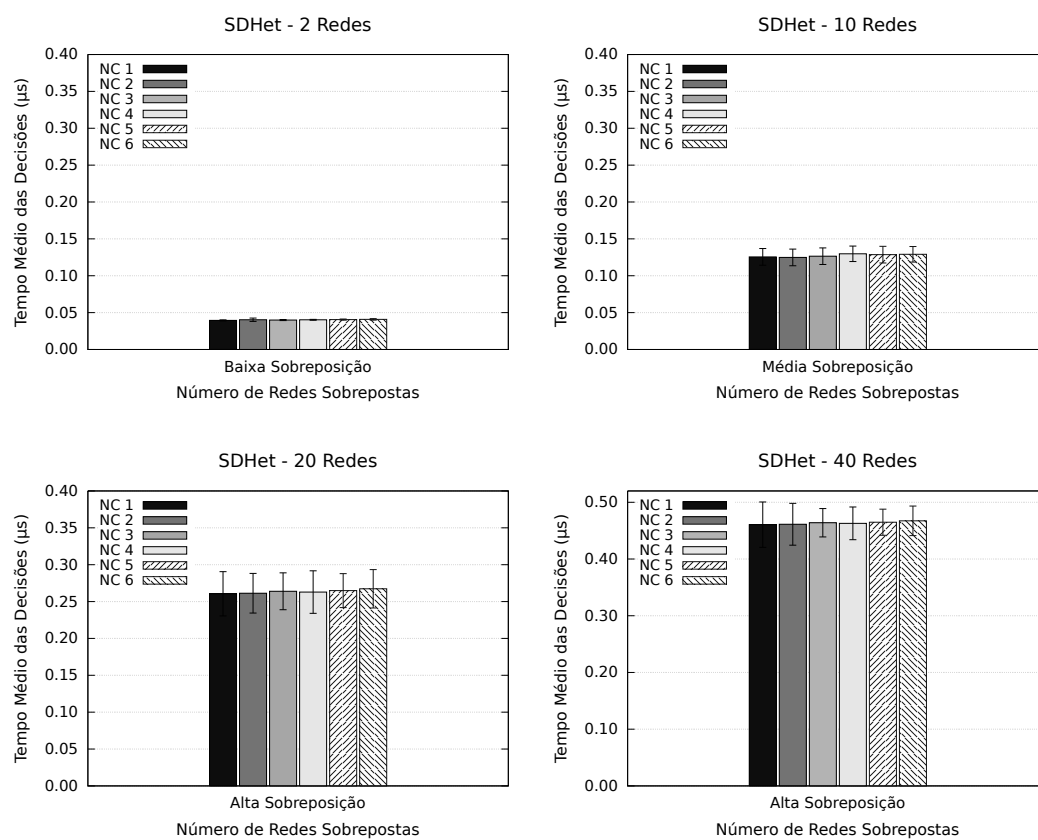 SDHet - 2 Redes
Tempo Médio das Decisões (µs)
0.40
0.35
0.30
0.25
0.20
0.15
0.10
0.05
0.00
NC 1
NC 2
NC 3
NC 4
NC 5
NC 6
Baixa Sobreposição
Número de Redes Sobrepostas
SDHet - 10 Redes
Tempo Médio das Decisões (µs)
0.40
0.35
0.30
0.25
0.20
0.15
0.10
0.05
0.00
NC 1
NC 2
NC 3
NC 4
NC 5
NC 6
Média Sobreposição
Número de Redes Sobrepostas
SDHet - 20 Redes
Tempo Médio das Decisões (µs)
0.40
0.35
0.30
0.25
0.20
0.15
0.10
0.05
0.00
NC 1
NC 2
NC 3
NC 4
NC 5
NC 6
Alta Sobreposição
Número de Redes Sobrepostas
SDHet - 40 Redes
Tempo Médio das Decisões (µs)
0.50
0.40
0.30
0.20
0.10
0.00
NC 1
NC 2
NC 3
NC 4
NC 5
NC 6
Alta Sobreposição
Número de Redes Sobrepostas